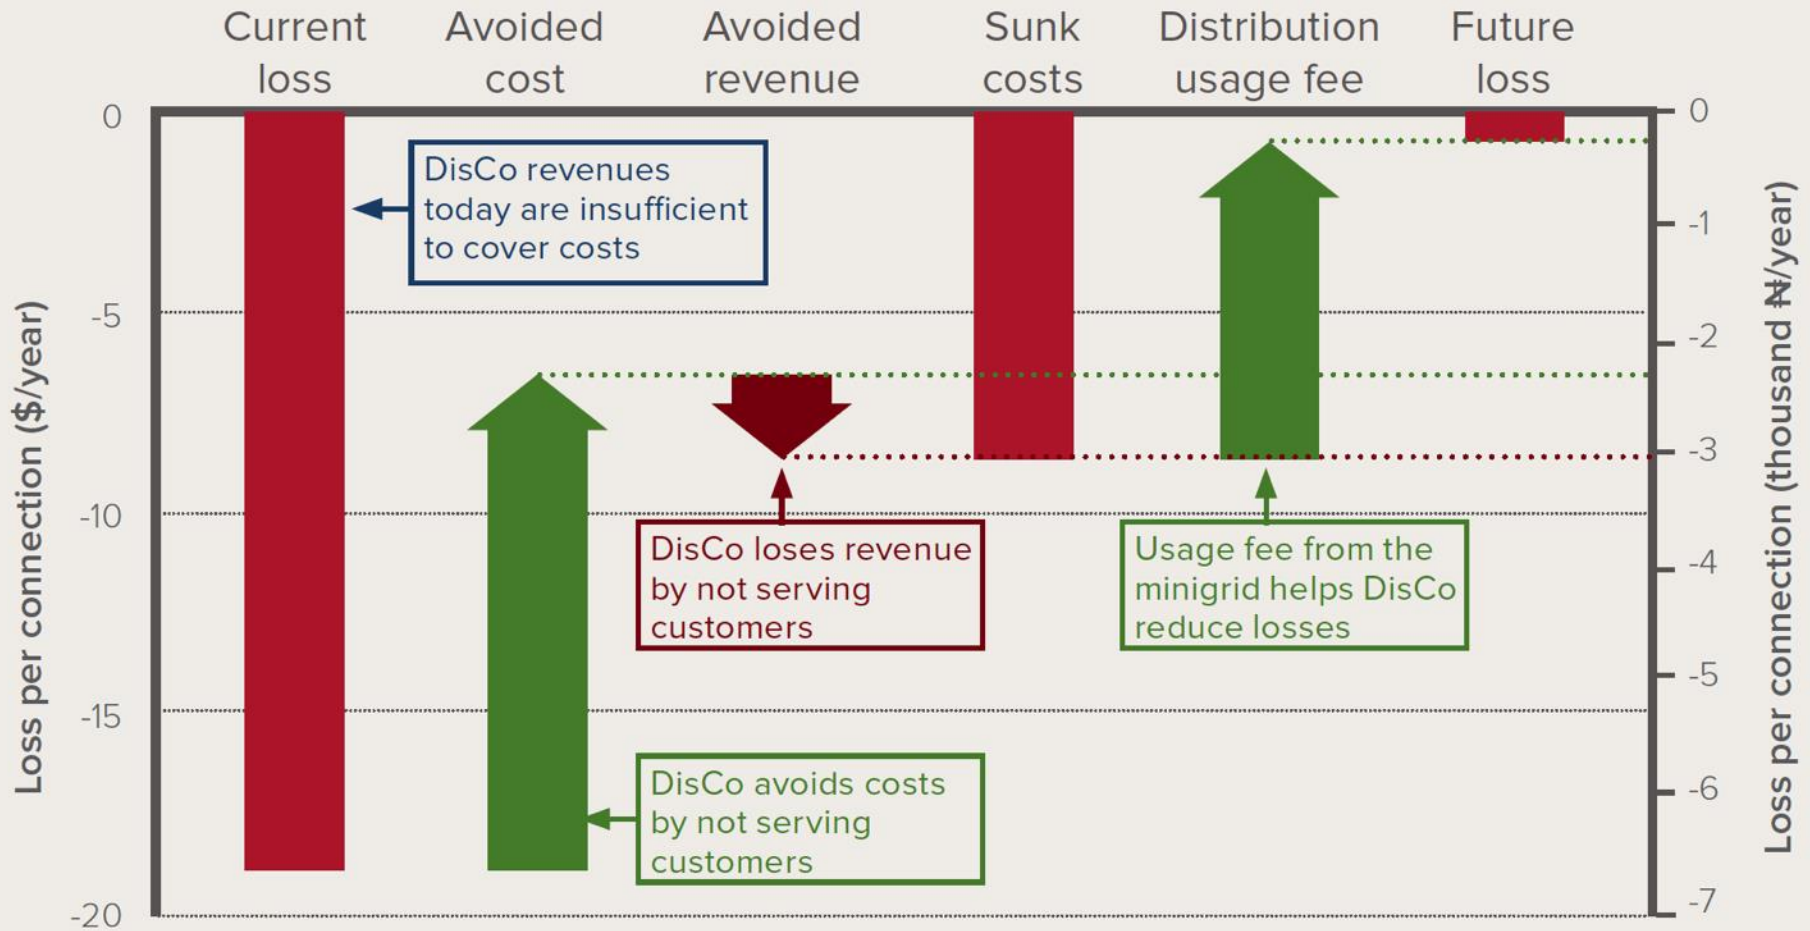 Current
loss
Avoided
cost
Avoided
revenue
Sunk
costs
Distribution
usage fee
Future
loss
0
-5
-10
-15
-20
Loss per connection ($/year)
DisCo revenues
today are insufficient
to cover costs
DisCo loses revenue
by not serving
customers
Usage fee from the
minigrid helps DisCo
reduce losses
DisCo avoids costs
by not serving
customers
0
-1
-2
-3
-4
-5
-6
-7
Loss per connection (thousand ₦/year)